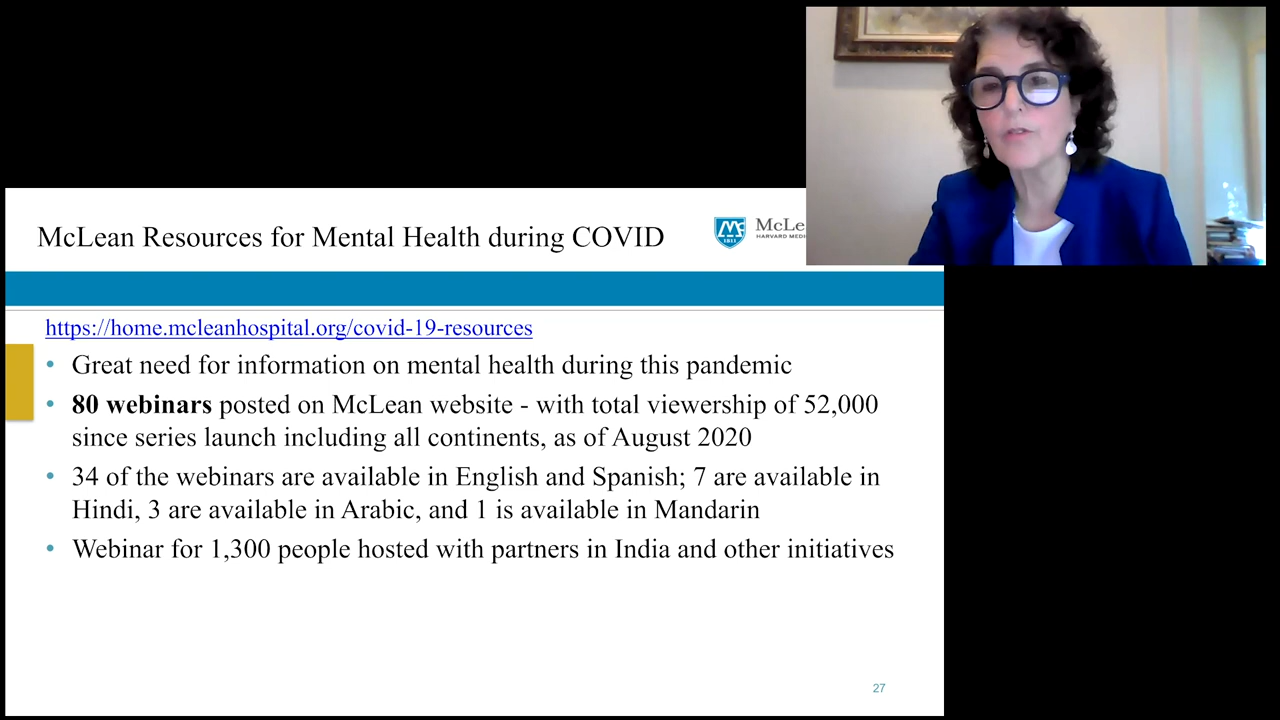 McLean Resources for Mental Health during COVID
McLe
HARVARD MEDI
1811
https://home.mcleanhospital.org/covid-19-resources
• Great need for information on mental health during this pandemic
• 80 webinars posted on McLean website - with total viewership of 52,000
since series launch including all continents, as of August 2020
• 34 of the webinars are available in English and Spanish; 7 are available in
Hindi, 3 are available in Arabic, and 1 is available in Mandarin
• Webinar for 1,300 people hosted with partners in India and other initiatives
27